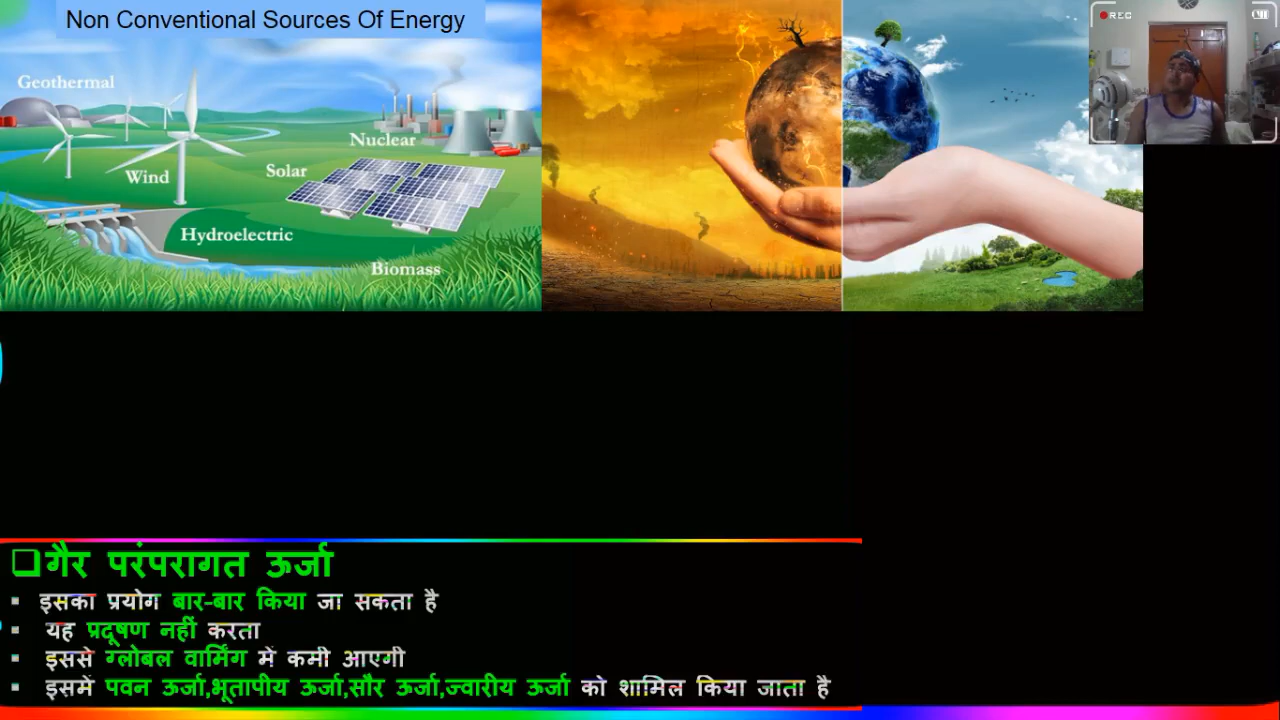 Non Conventional Sources Of Energy
REC
Geothermal
Nuclear
Solar
Wind
Hydroelectric
Biomass
गैर परंपरागत ऊर्जा
इसका प्रयोग बार-बार किया जा सकता है
यह प्रदूषण नहीं करता
इससे ग्लोबल वार्मिंग में कमी आएगी
इसमें पवन ऊर्जा,भूतापीय ऊर्जा,सौर ऊर्जा,ज्वारीय ऊर्जा को शामिल किया जाता है